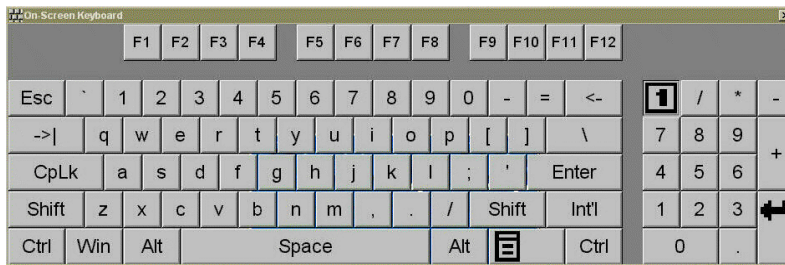 On-Screen Keyboard
F1 F2 F3 F4 F5 F6 F7 F8 F9 F10 F11 F12
Esc ` 1 2 3 4 5 6 7 8 9 0 - = <- 1 / * -
->| q w e r t y u i o p [ ] \ 7 8 9 +
CpLk a s d f g h j k l ; ' Enter 4 5 6
Shift z x c v b n m , . / Shift Int'l 1 2 3
Ctrl Win Alt Space Alt Ctrl 0 .